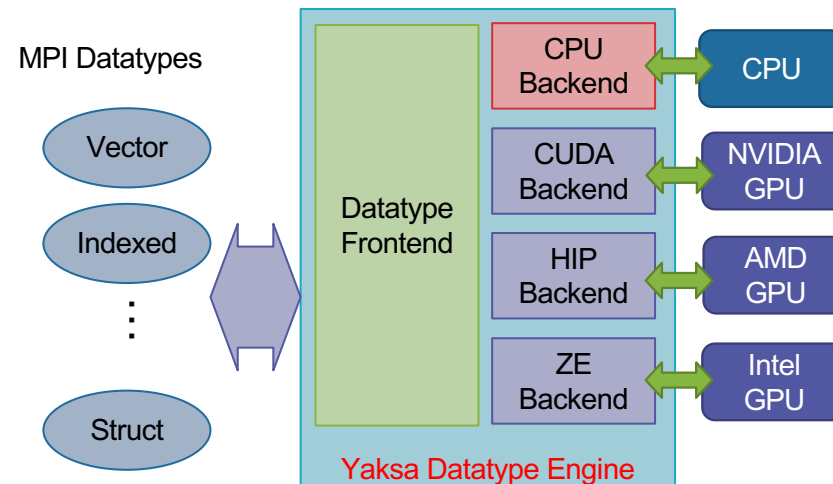 MPI Datatypes
Vector
Indexed
⋮
Struct
Datatype
Frontend
CPU
Backend
CUDA
Backend
HIP
Backend
ZE
Backend
Yaksa Datatype Engine
CPU
NVIDIA
GPU
AMD
GPU
Intel
GPU